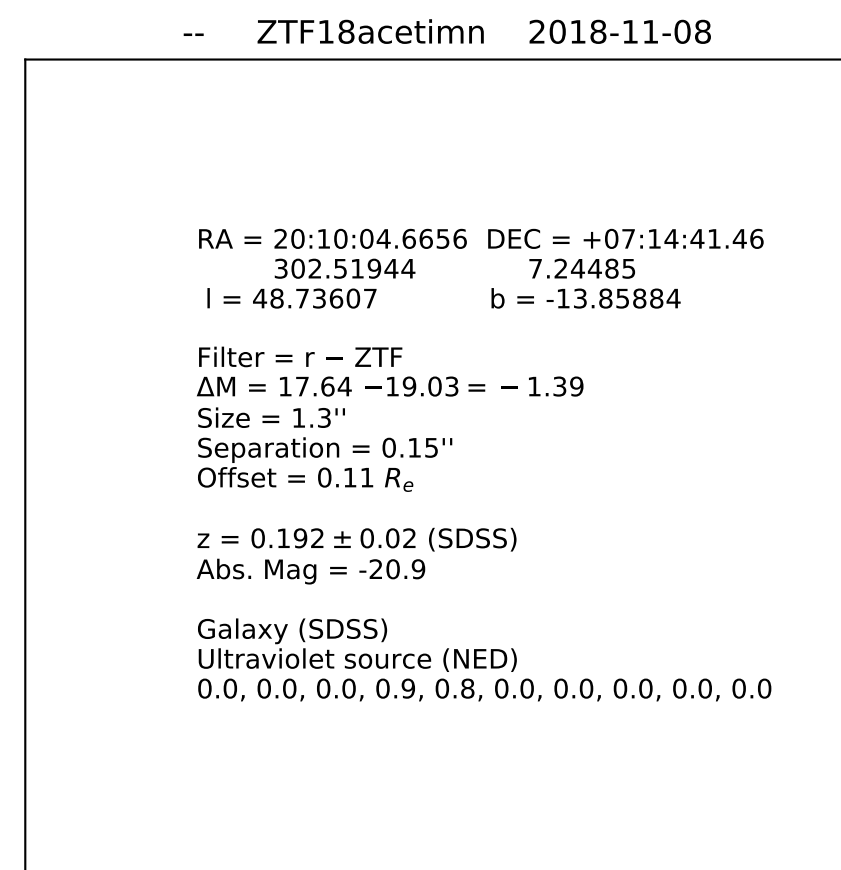 -- ZTF18acetimn 2018-11-08
RA = 20:10:04.6656 DEC = +07:14:41.46
302.51944 7.24485
l = 48.73607 b = -13.85884
Filter = r − ZTF
ΔM = 17.64 −19.03 = − 1.39
Size = 1.3''
Separation = 0.15''
Offset = 0.11 Rₑ
z = 0.192 ± 0.02 (SDSS)
Abs. Mag = -20.9
Galaxy (SDSS)
Ultraviolet source (NED)
0.0, 0.0, 0.0, 0.9, 0.8, 0.0, 0.0, 0.0, 0.0, 0.0